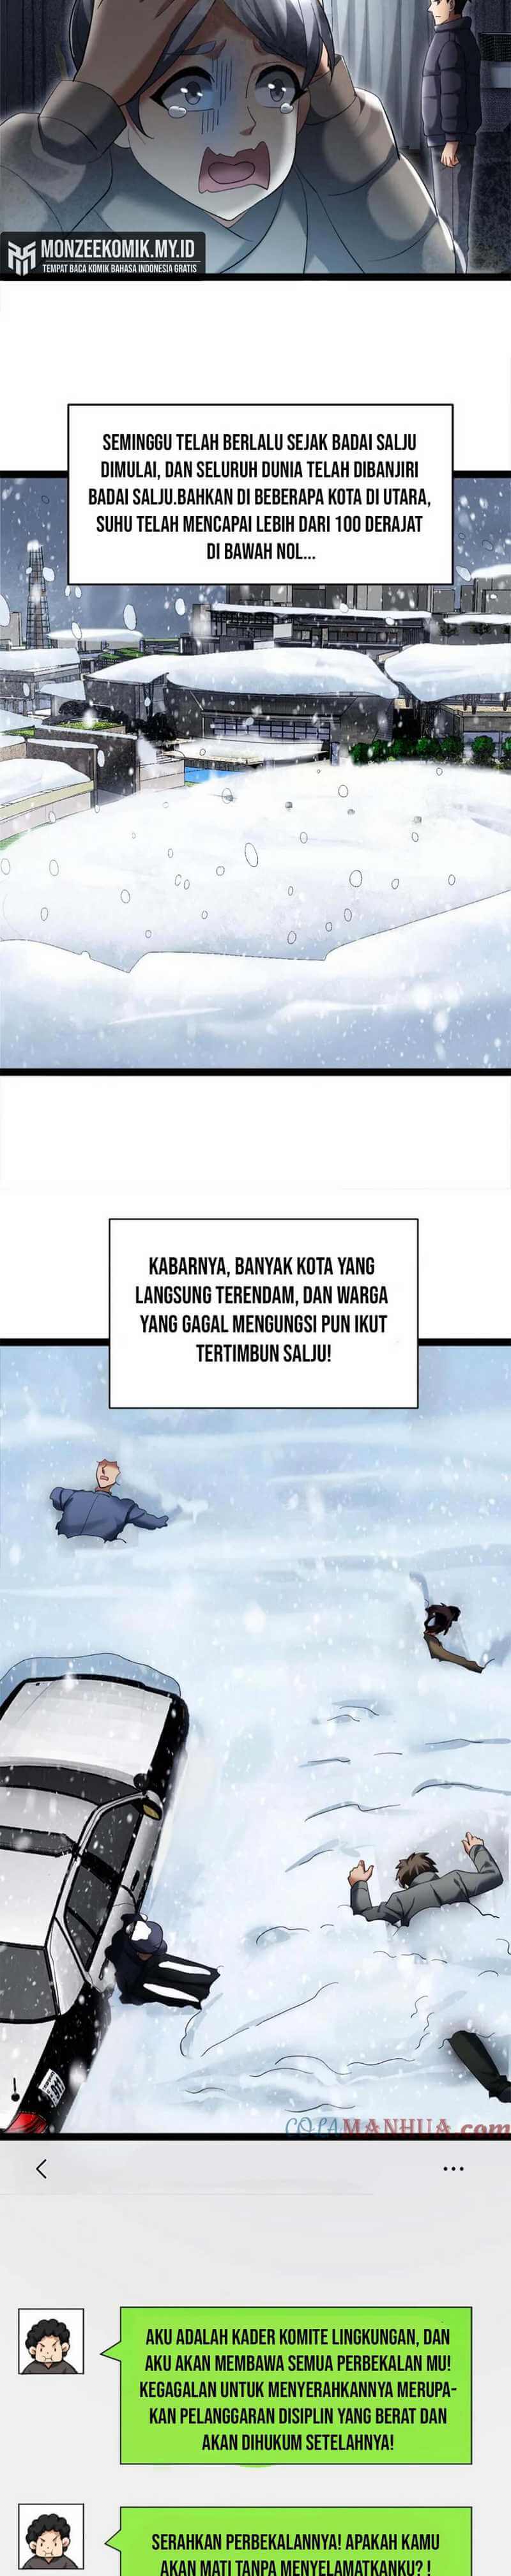 MONZEEKOMIK.MY.ID
TEMPAT BACA KOMIK BAHASA INDONESIA GRATIS
SEMINGGU TELAH BERLALU SEJAK BADAI SALJU
DIMULAI, DAN SELURUH DUNIA TELAH DIBANJIRI
BADAI SALJU.BAHKAN DI BEBERAPA KOTA DI UTARA,
SUHU TELAH MENCAPAI LEBIH DARI 100 DERAJAT
DI BAWAH NOL...
KABARNYA, BANYAK KOTA YANG
LANGSUNG TERENDAM, DAN WARGA
YANG GAGAL MENGUNGSI PUN IKUT
TERTIMBUN SALJU!
COLAMANHUA.com
AKU ADALAH KADER KOMITE LINGKUNGAN, DAN
AKU AKAN MEMBAWA SEMUA PERBEKALAN MU!
KEGAGALAN UNTUK MENYERAHKANNYA MERUPA-
KAN PELANGGARAN DISIPLIN YANG BERAT DAN
AKAN DIHUKUM SETELAHNYA!
SERAHKAN PERBEKALANNYA! APAKAH KAMU
AKAN MATI TANPA MENYELAMATKANKU? !